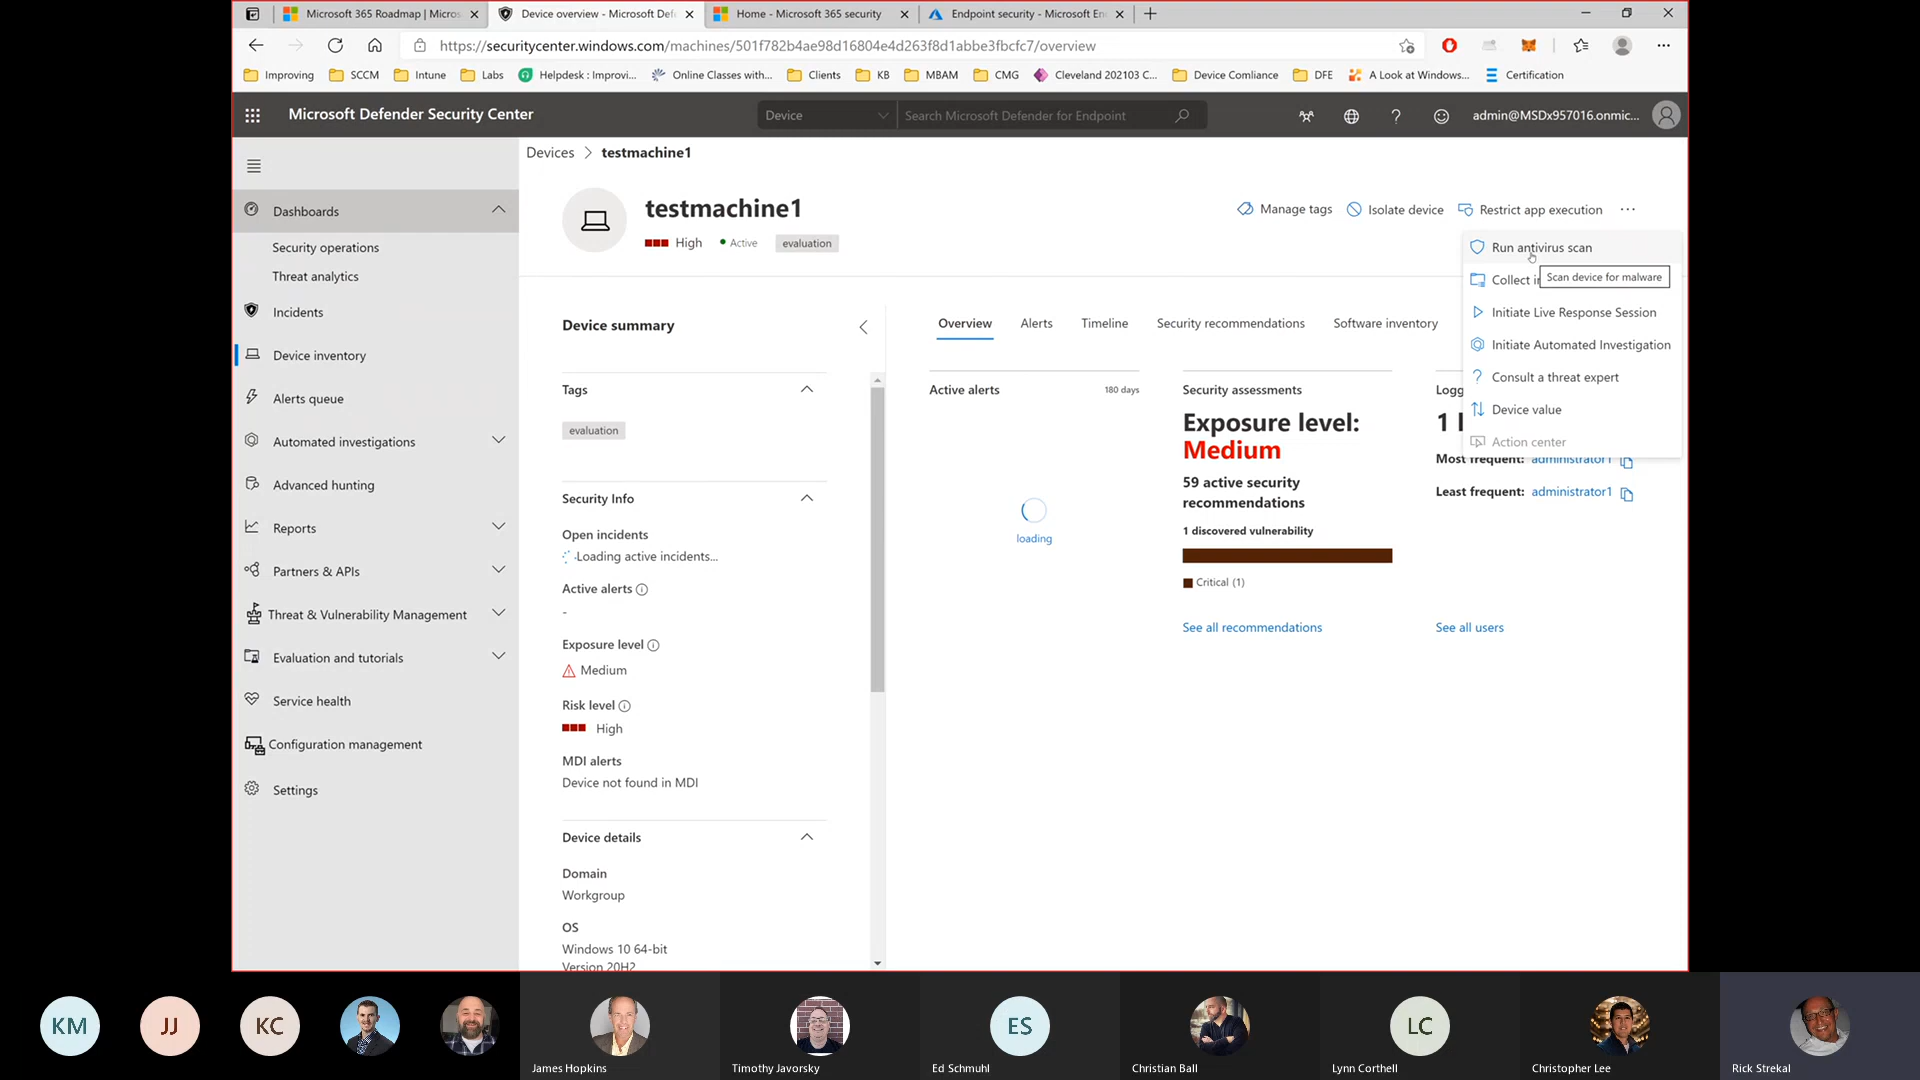 Microsoft 365 Roadmap | Micros
Device overview - Microsoft Def
Home - Microsoft 365 security
Endpoint security - Microsoft En
https://securitycenter.windows.com/machines/501f782b4ae98d16804e4d263f8d1abbe3fbcfc7/overview
Improving
SCCM
Intune
Labs
Helpdesk : Improvi...
Online Classes with...
Clients
KB
MBAM
CMG
Cleveland 202103 C...
Device Comliance
DFE
A Look at Windows...
Certification
Microsoft Defender Security Center
Device
Search Microsoft Defender for Endpoint
?
admin@MSDx957016.onmic...
Dashboards
Security operations
Threat analytics
Incidents
Device inventory
Alerts queue
Automated investigations
Advanced hunting
Reports
Partners & APIs
Threat & Vulnerability Management
Evaluation and tutorials
Service health
Configuration management
Settings
Devices > testmachine1
testmachine1
High
Active
evaluation
Manage tags
Isolate device
Restrict app execution
...
Run antivirus scan
Scan device for malware
Collect in
Initiate Live Response Session
Initiate Automated Investigation
? Consult a threat expert
Device value
Action center
Device summary
Tags
evaluation
Security Info
Open incidents
Loading active incidents...
Active alerts
-
Exposure level
Medium
Risk level
High
MDI alerts
Device not found in MDI
Device details
Domain
Workgroup
OS
Windows 10 64-bit
Version 20H2
Overview
Alerts
Timeline
Security recommendations
Software inventory
Active alerts
180 days
loading
Security assessments
Exposure level:
Medium
59 active security
recommendations
1 discovered vulnerability
Critical (1)
See all recommendations
Logg
1 l
Most frequent: administrator1
Least frequent: administrator1
See all users
KM
JJ
KC
James Hopkins
Timothy Javorsky
ES
Ed Schmuhl
Christian Ball
LC
Lynn Corthell
Christopher Lee
Rick Strekal